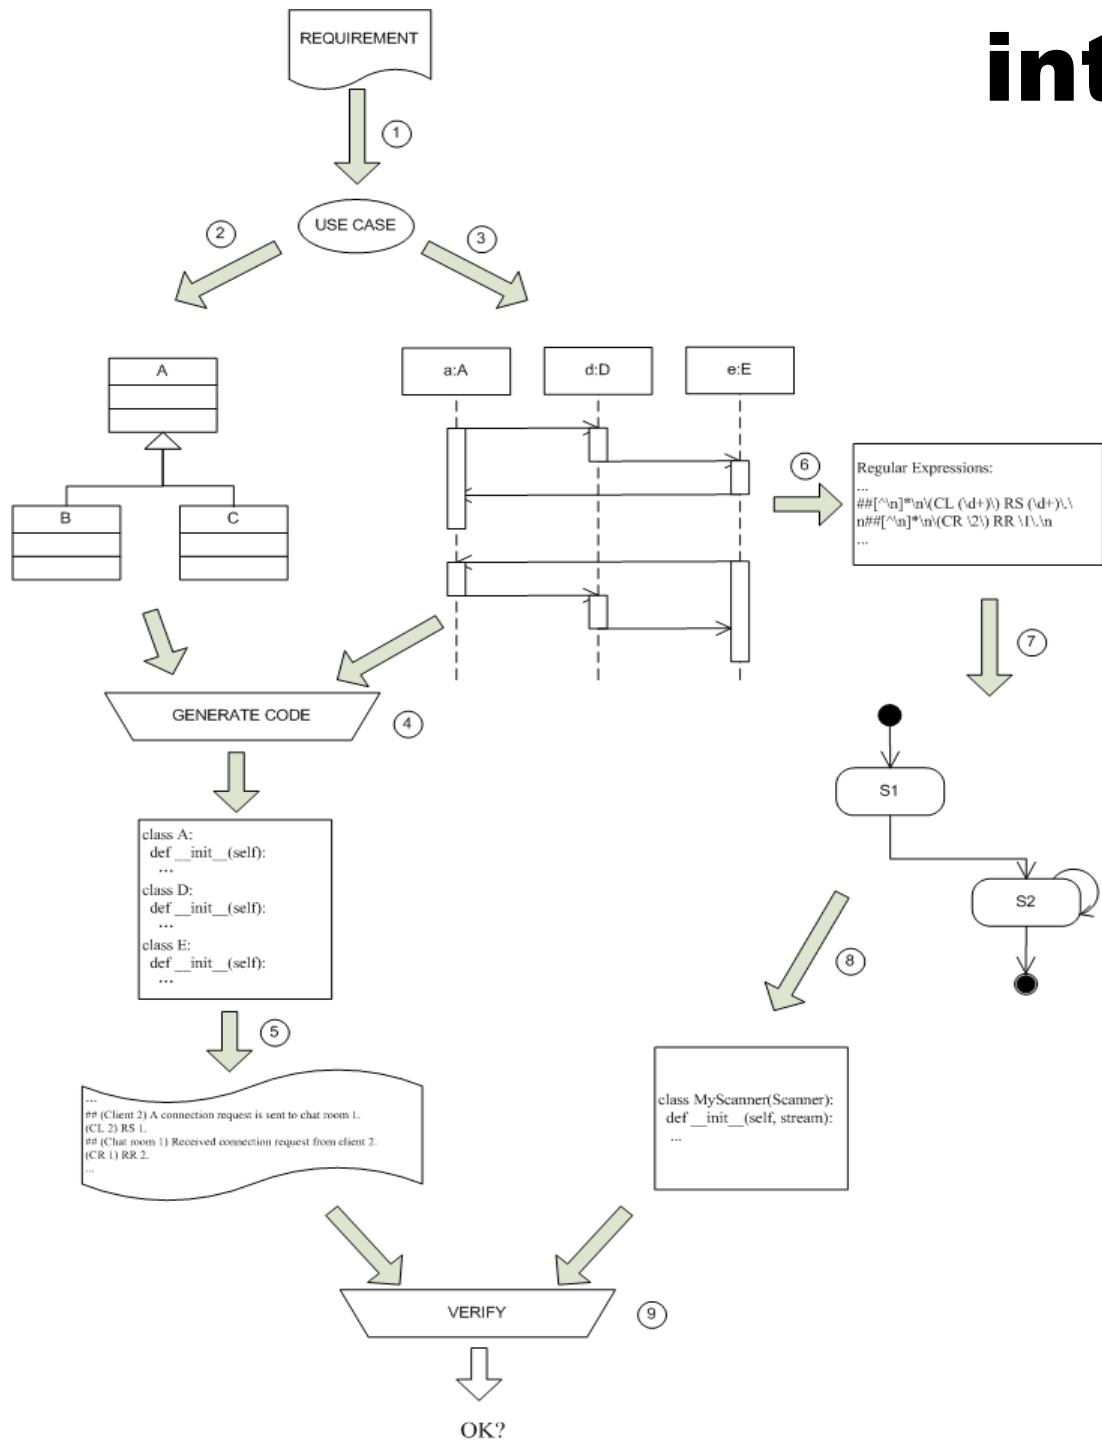 REQUIREMENT
int
1
USE CASE
2
3
A
B
C
a:A
d:D
e:E
6
Regular Expressions:
...
##[^\n]*\n\(CL (\d+)\) RS (\d+)\.\
n##[^\n]*\n\(CR \2\) RR \1\.\n
...
7
GENERATE CODE
4
S1
S2
class A:
def __init__(self):
...
class D:
def __init__(self):
...
class E:
def __init__(self):
...
8
5
...
## (Client 2) A connection request is sent to chat room 1.
(CL 2) RS 1.
## (Chat room 1) Received connection request from client 2.
(CR 1) RR 2.
...
class MyScanner(Scanner):
def __init__(self, stream):
...
VERIFY
9
OK?